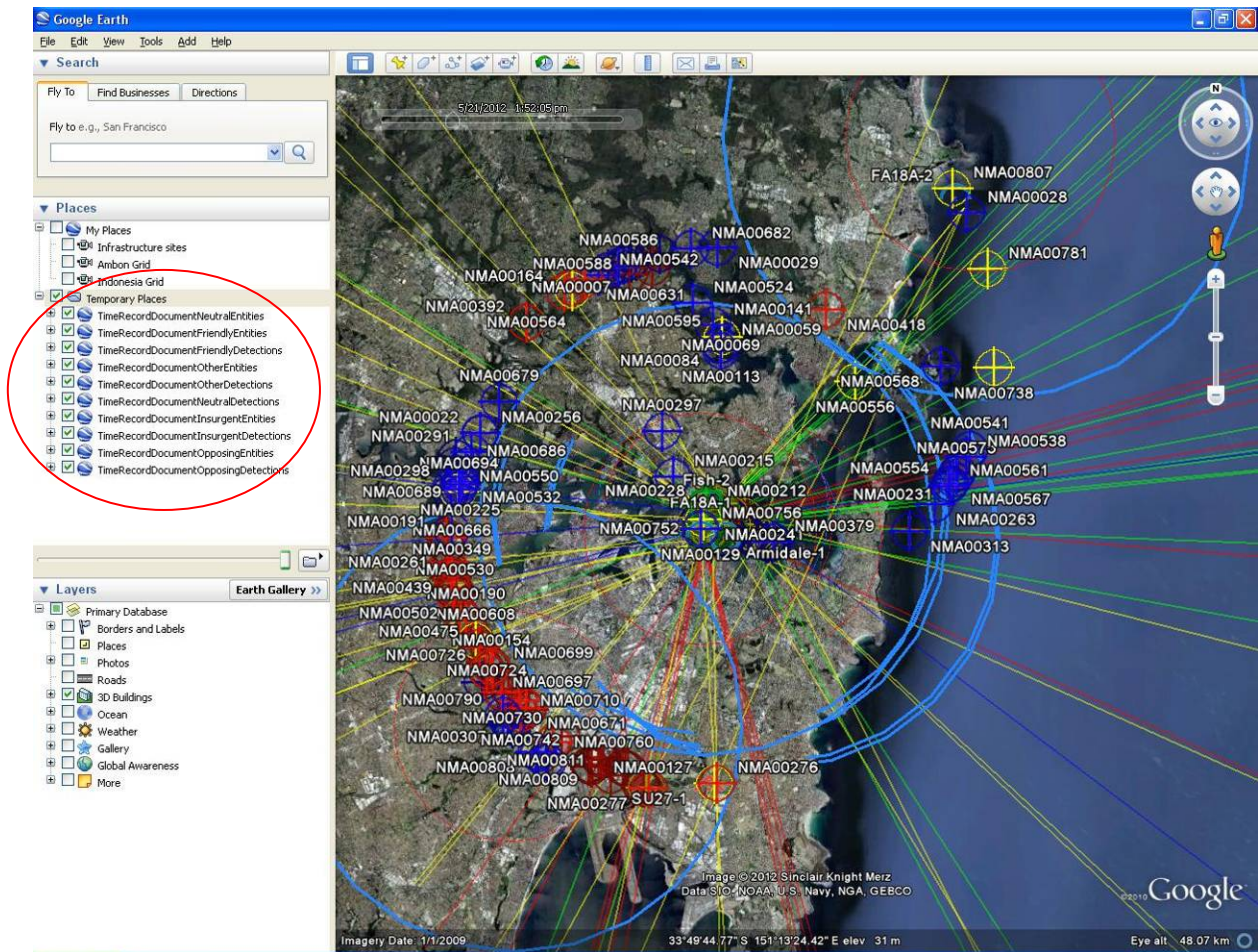 Google Earth
File Edit View Tools Add Help
Search
Fly To Find Businesses Directions
Fly to e.g., San Francisco
Places
My Places
Infrastructure sites
Ambon Grid
Indonesia Grid
Temporary Places
TimeRecordDocumentNeutralEntities
TimeRecordDocumentFriendlyEntities
TimeRecordDocumentFriendlyDetections
TimeRecordDocumentOtherEntities
TimeRecordDocumentOtherDetections
TimeRecordDocumentNeutralDetections
TimeRecordDocumentInsurgentEntities
TimeRecordDocumentInsurgentDetections
TimeRecordDocumentOpposingEntities
TimeRecordDocumentOpposingDetections
Layers Earth Gallery >>
Primary Database
Borders and Labels
Places
Photos
Roads
3D Buildings
Ocean
Weather
Gallery
Global Awareness
More
5/21/2012 1:52:05 pm
N
FA18A-2 NMA00807
NMA00028
NMA00586 NMA00682
NMA00588 NMA00542 NMA00029
NMA00781
NMA00164
NMA00007 NMA00631 NMA00524
NMA00392 NMA00141
NMA00564 NMA00595 NMA00059 NMA00418
NMA00069
NMA00084
NMA00113
NMA00679 NMA00568 NMA00738
NMA00556
NMA00022 NMA00256 NMA00297
NMA00541
NMA00291 NMA00538
NMA00686 NMA00573
NMA00694 NMA00215
NMA00298 NMA00550 Fish-2 NMA00554 NMA00561
NMA00689 NMA00532 NMA00228 NMA00212 NMA00231 NMA00567
FA18A-1
NMA00225 NMA00756 NMA00263
NMA00191 NMA00666 NMA00752 NMA00241 NMA00379
NMA00349 NMA00129 Armidale-1 NMA00313
NMA00261 NMA00530
NMA00439 NMA00190
NMA00502 NMA00608
NMA00475 NMA00154
NMA00726 NMA00699
NMA00724
NMA00697
NMA00790 NMA00710
NMA00730 NMA00671
NMA00742 NMA00760
NMA00811 NMA00127 NMA00276
NMA00809
NMA00277 SU27-1
Image © 2012 Sinclair Knight Merz
Data SIO, NOAA, U.S. Navy, NGA, GEBCO
©2010 Google
Imagery Date: 1/1/2009 33°49'44.77" S 151°13'24.42" E elev 31 m Eye alt 48.07 km